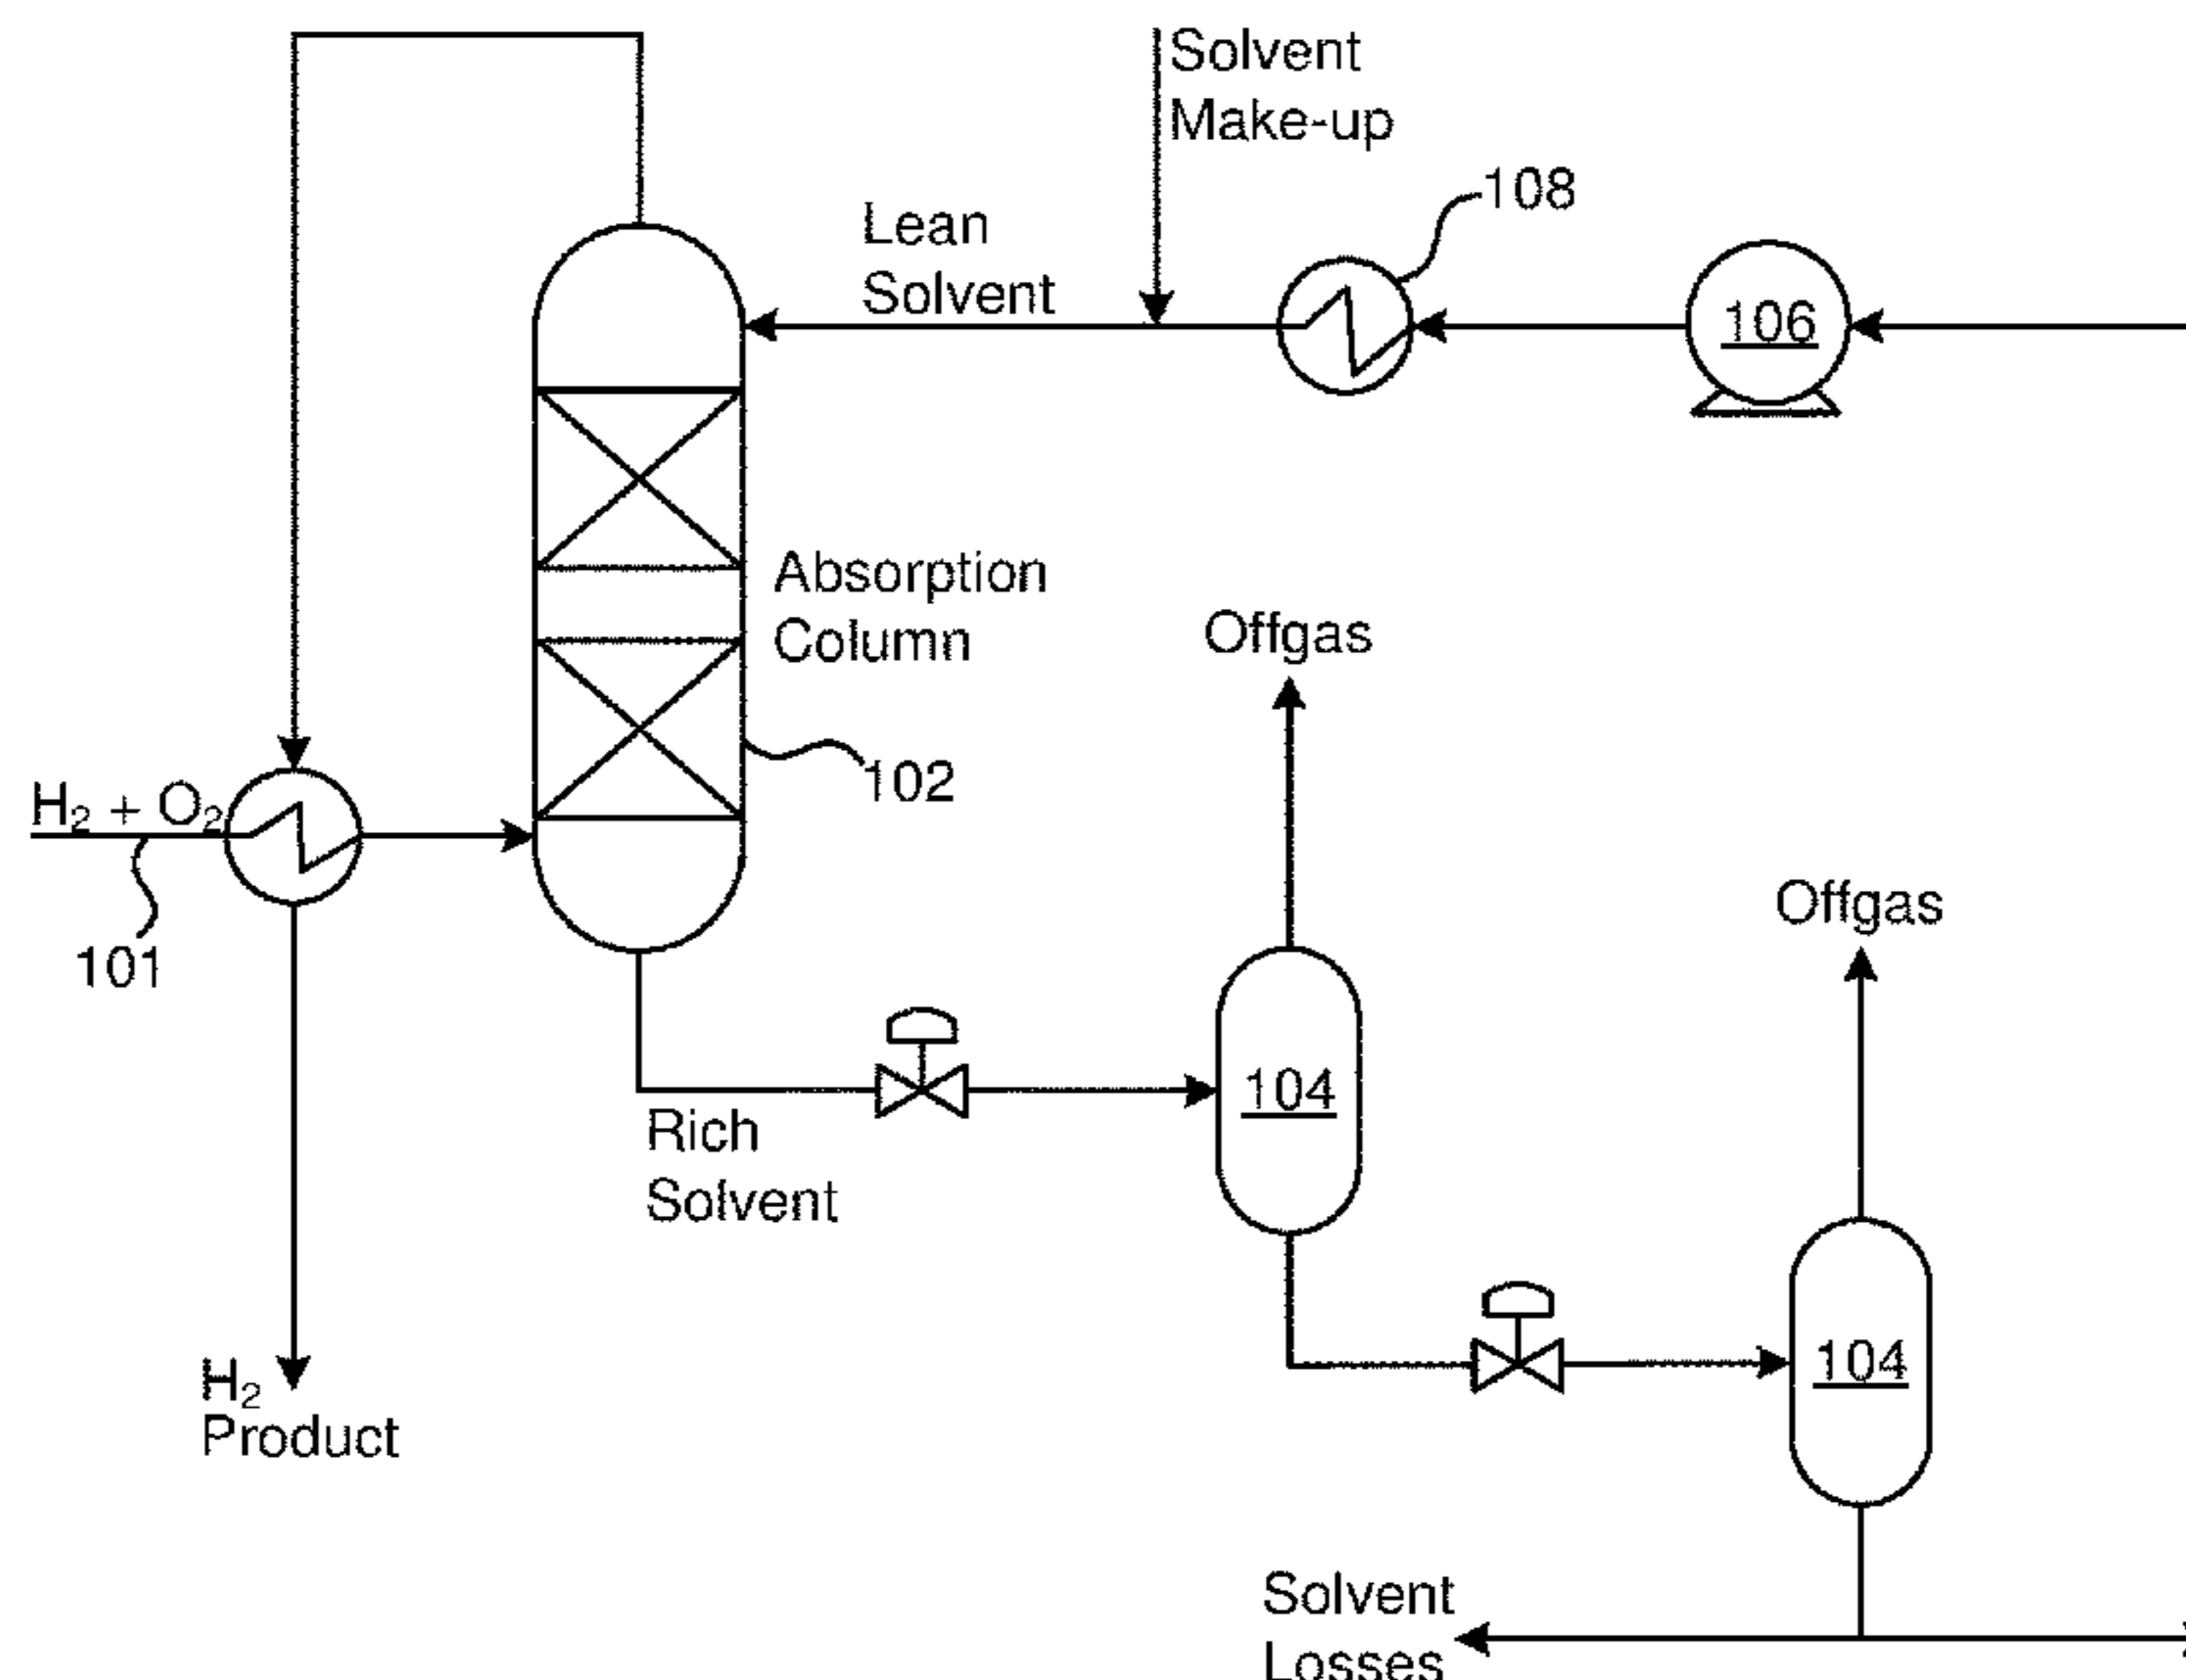 Solvent
Make-up
108
Lean
Solvent
106
Absorption
Column
Offgas
102
H₂ + O₂
101
Offgas
104
Rich
Solvent
104
H₂
Product
Solvent
Losses